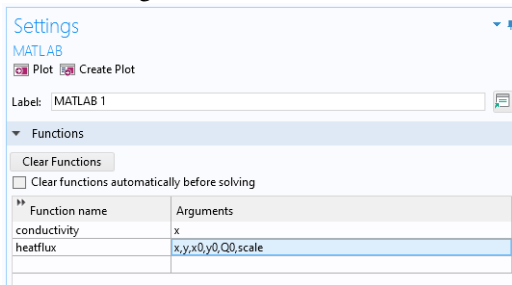 Settings
MATLAB
Plot Create Plot
Label: MATLAB 1
Functions
Clear Functions
Clear functions automatically before solving
Function name Arguments
conductivity x
heatflux x,y,x0,y0,Q0,scale